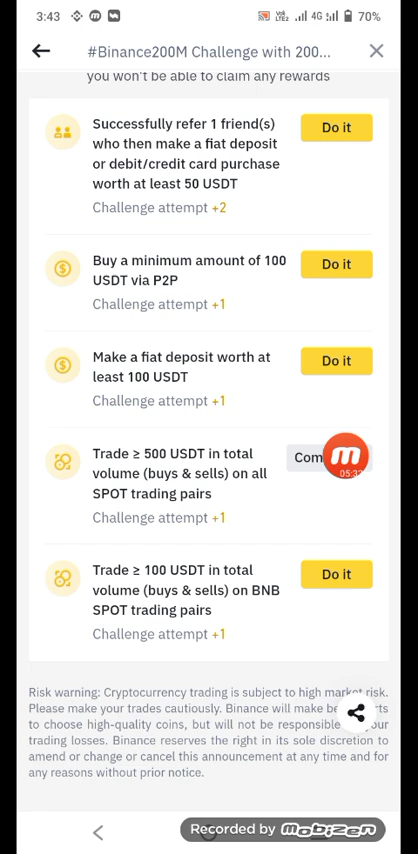 3:43
Vo) LTE2 4G 70%
#Binance200M Challenge with 200...
you won't be able to claim any rewards
Successfully refer 1 friend(s)
who then make a fiat deposit
or debit/credit card purchase
worth at least 50 USDT
Do it
Challenge attempt +2
Buy a minimum amount of 100
USDT via P2P
Do it
Challenge attempt +1
Make a fiat deposit worth at
least 100 USDT
Do it
Challenge attempt +1
Trade ≥ 500 USDT in total
volume (buys & sells) on all
SPOT trading pairs
Com
m
Challenge attempt +1
Trade ≥ 100 USDT in total
volume (buys & sells) on BNB
SPOT trading pairs
Do it
Challenge attempt +1
Risk warning: Cryptocurrency trading is subject to high market risk.
Please make your trades cautiously. Binance will make be rts
to choose high-quality coins, but will not be responsible your
trading losses. Binance reserves the right in its sole discretion to
amend or change or cancel this announcement at any time and for
any reasons without prior notice.
Recorded by mobizen